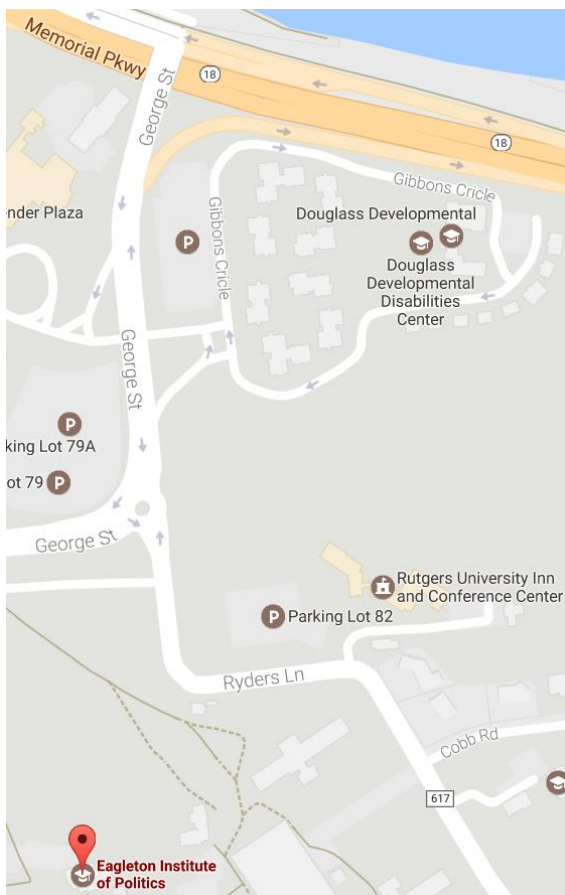 Memorial Pkwy
18
George St
18
Gibbons Cricle
ender Plaza
Douglass Developmental
P
Gibbons Cricle
Douglass
Developmental
Disabilities
Center
George St
P
king Lot 79A
ot 79 P
George St
Rutgers University Inn
and Conference Center
P Parking Lot 82
Ryders Ln
Cobb Rd
617
Eagleton Institute
of Politics